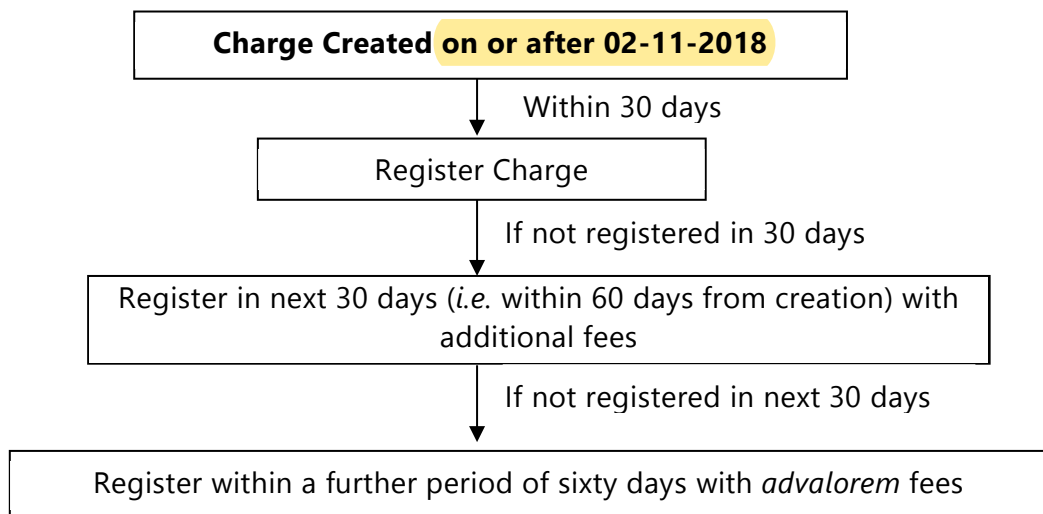 Charge Created on or after 02-11-2018
Within 30 days
Register Charge
If not registered in 30 days
Register in next 30 days (i.e. within 60 days from creation) with
additional fees
If not registered in next 30 days
Register within a further period of sixty days with advalorem fees